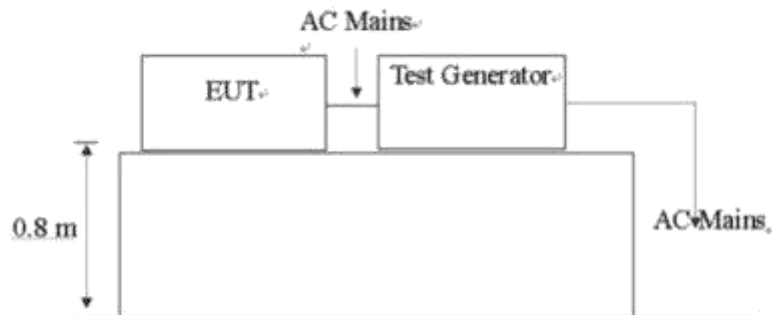 AC Mains
EUT
Test Generator
0.8 m
AC Mains